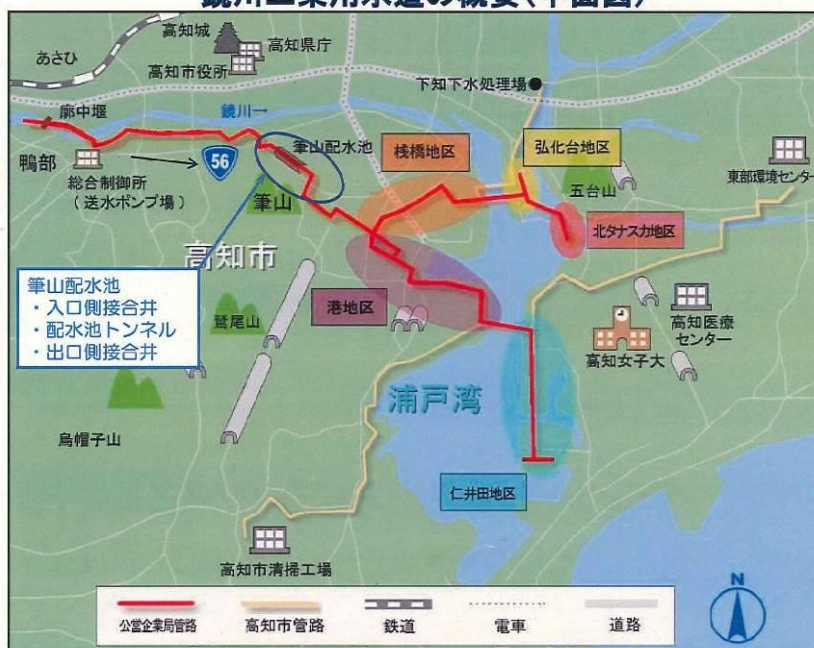 鏡川工業用水道の概要(平面図)
高知城
高知県庁
あさひ
高知市役所
下知下水処理場
廓中堰
鏡川→
鴨部
総合制御所
(送水ポンプ場)
56
筆山配水池
桟橋地区
弘化台地区
東部環境センター
五台山
筆山
北タナスカ地区
高知市
筆山配水池
・入口側接合井
・配水池トンネル
・出口側接合井
鷲尾山
港地区
高知医療
センター
高知女子大
浦戸湾
烏帽子山
仁井田地区
高知市清掃工場
N
公営企業局管路
高知市管路
鉄道
電車
道路